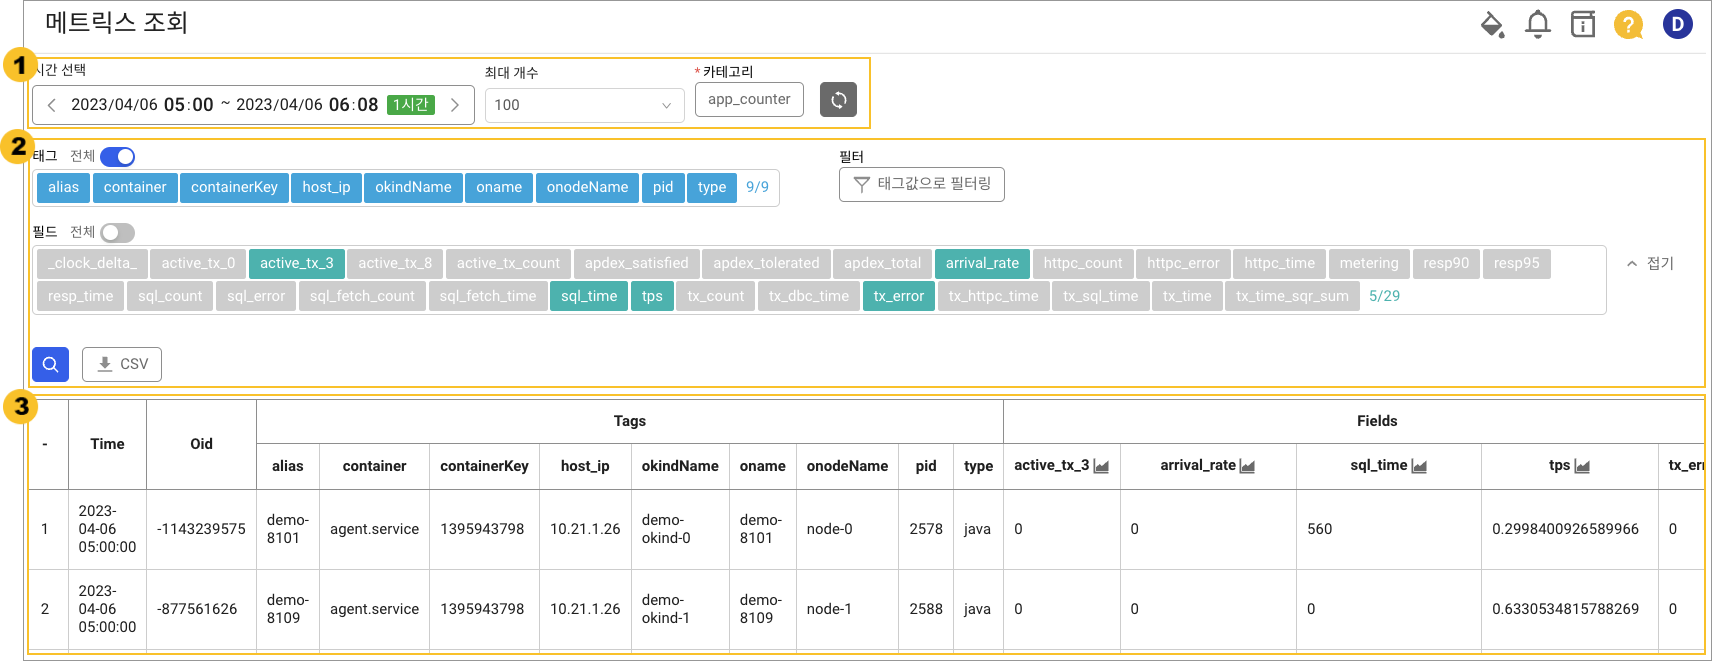 메트릭스 조회
?
D
1
시간 선택
최대 개수
* 카테고리
2023/04/06 05:00 ~ 2023/04/06 06:08 1시간
100
app_counter
2
태그 전체
필터
alias container containerKey host_ip okindName oname onodeName pid type 9/9
태그값으로 필터링
필드 전체
_clock_delta_ active_tx_0 active_tx_3 active_tx_8 active_tx_count apdex_satisfied apdex_tolerated apdex_total arrival_rate httpc_count httpc_error httpc_time metering resp90 resp95
접기
resp_time sql_count sql_error sql_fetch_count sql_fetch_time sql_time tps tx_count tx_dbc_time tx_error tx_httpc_time tx_sql_time tx_time tx_time_sqr_sum 5/29
CSV
3
- Time Oid Tags Fields
alias container containerKey host_ip okindName oname onodeName pid type active_tx_3 arrival_rate sql_time tps
1 2023-04-06 05:00:00 -1143239575 demo-8101 agent.service 1395943798 10.21.1.26 demo-okind-0 demo-8101 node-0 2578 java 0 0 560 0.2998400926589966 0
2 2023-04-06 05:00:00 -877561626 demo-8109 agent.service 1395943798 10.21.1.26 demo-okind-1 demo-8109 node-1 2588 java 0 0 0 0.6330534815788269 0